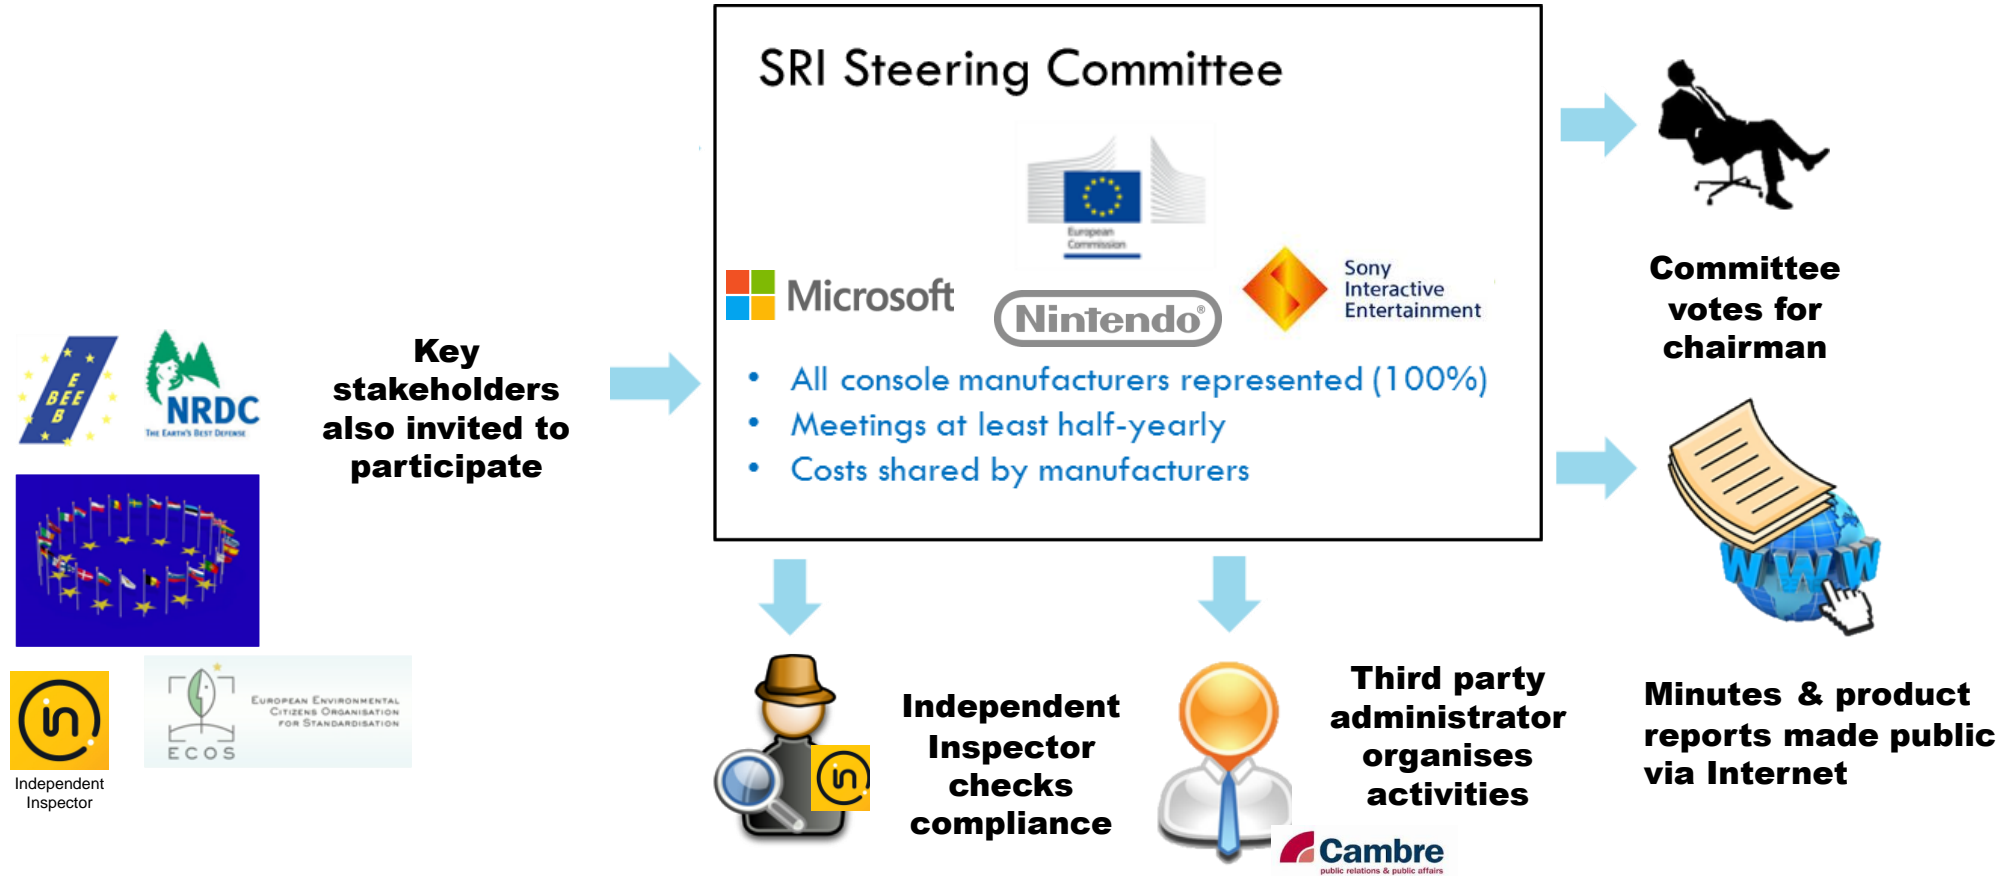 SRI Steering Committee
European
Commission
Microsoft
Nintendo®
Sony
Interactive
Entertainment
• All console manufacturers represented (100%)
• Meetings at least half-yearly
• Costs shared by manufacturers
E
BEE
E
B
NRDC
THE EARTH'S BEST DEFENSE
Key
stakeholders
also invited to
participate
in
Independent
Inspector
ECOS
EUROPEAN ENVIRONMENTAL
CITIZENS ORGANISATION
FOR STANDARDISATION
Committee
votes for
chairman
WWW
Minutes & product
reports made public
via Internet
in
Independent
Inspector
checks
compliance
Third party
administrator
organises
activities
Cambre
public relations & public affairs